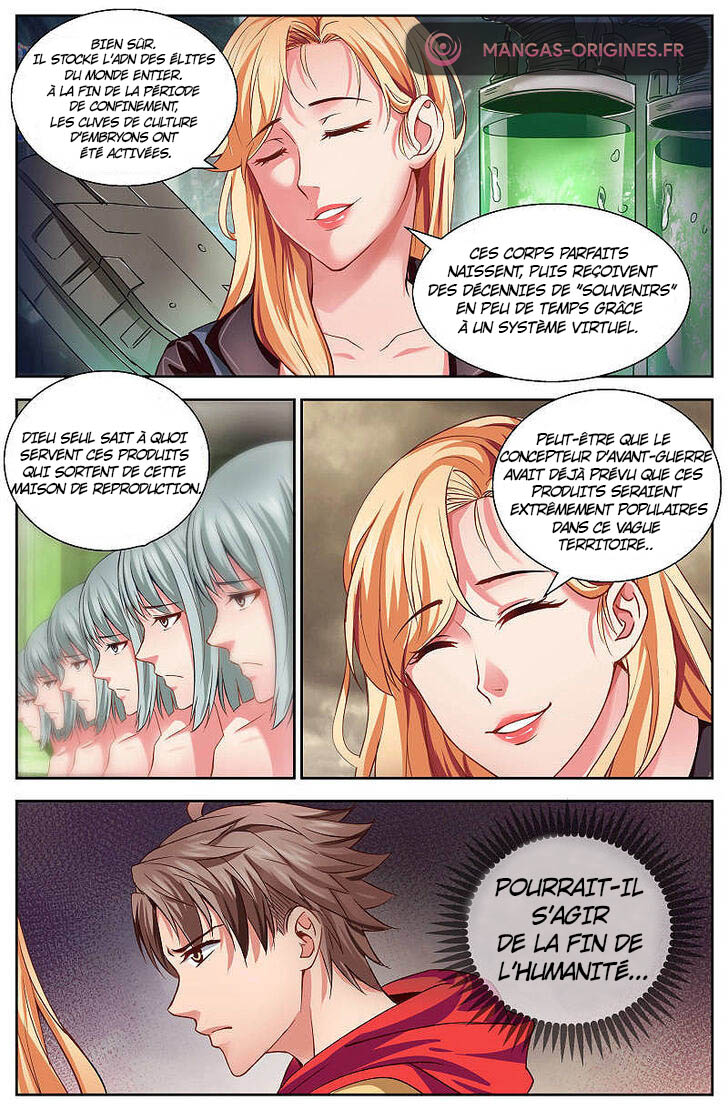 BIEN SÛR.
IL STOCKE L'ADN DES ÉLITES
DU MONDE ENTIER.
À LA FIN DE LA PÉRIODE
DE CONFINEMENT,
LES CUVES DE CULTURE
D'EMBRYONS ONT
ÉTÉ ACTIVÉES.
MANGAS-ORIGINES.FR
CES CORPS PARFAITS
NAISSENT, PUIS REÇOIVENT
DES DÉCENNIES DE "SOUVENIRS"
EN PEU DE TEMPS GRÂCE
À UN SYSTÈME VIRTUEL.
DIEU SEUL SAIT À QUOI
SERVENT CES PRODUITS
QUI SORTENT DE CETTE
MAISON DE REPRODUCTION.
PEUT-ÊTRE QUE LE
CONCEPTEUR D'AVANT-GUERRE
AVAIT DÉJÀ PRÉVU QUE CES
PRODUITS SERAIENT
EXTRÊMEMENT POPULAIRES
DANS CE VAGUE
TERRITOIRE..
POURRAIT-IL
S'AGIR
DE LA FIN DE
L'HUMANITÉ...